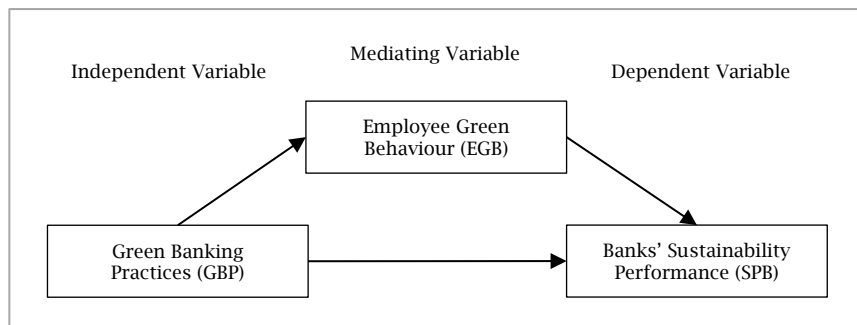 Independent Variable
Mediating Variable
Dependent Variable
Employee Green
Behaviour (EGB)
Green Banking
Practices (GBP)
Banks’ Sustainability
Performance (SPB)